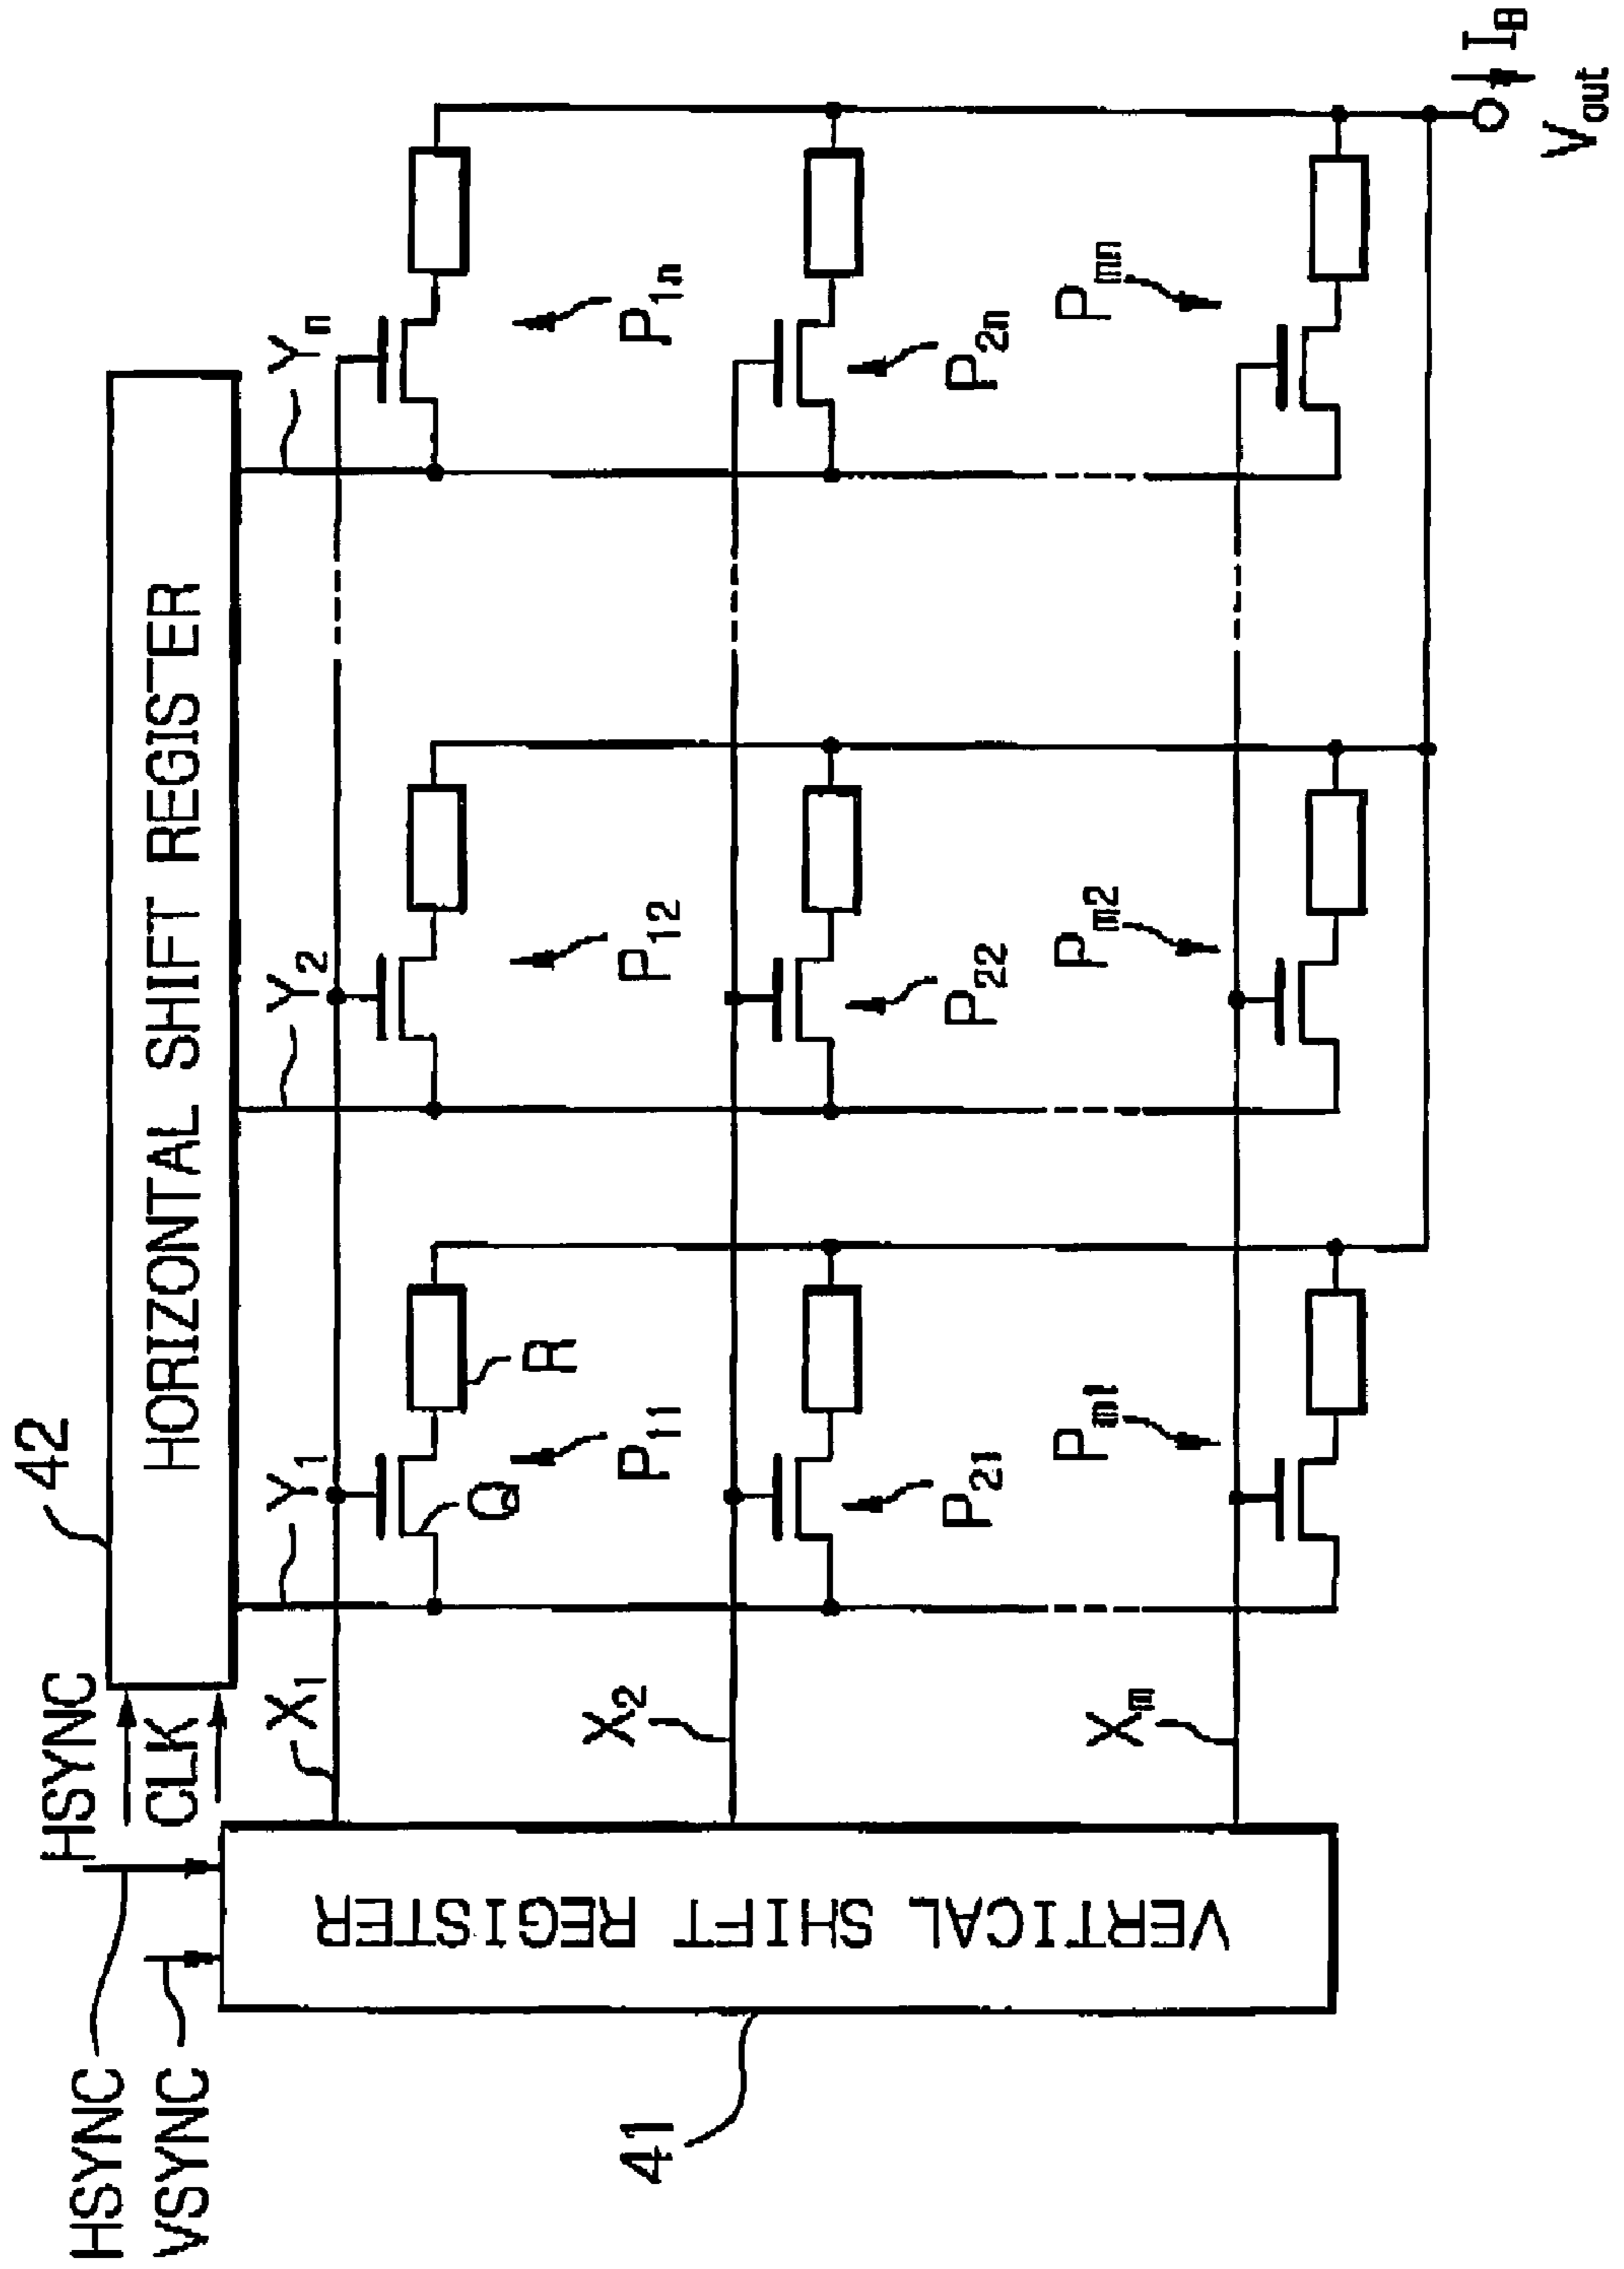 42
HSYNC
CLK
HORIZONTAL SHIFT REGISTER
HSYNC
VSYNC
41
VERTICAL SHIFT REGISTER
X1
Y1
Y2
Yn
Q
R
P11
P12
P1n
X2
P21
P22
P2n
Xm
Pm1
Pm2
Pmn
Vout
IB